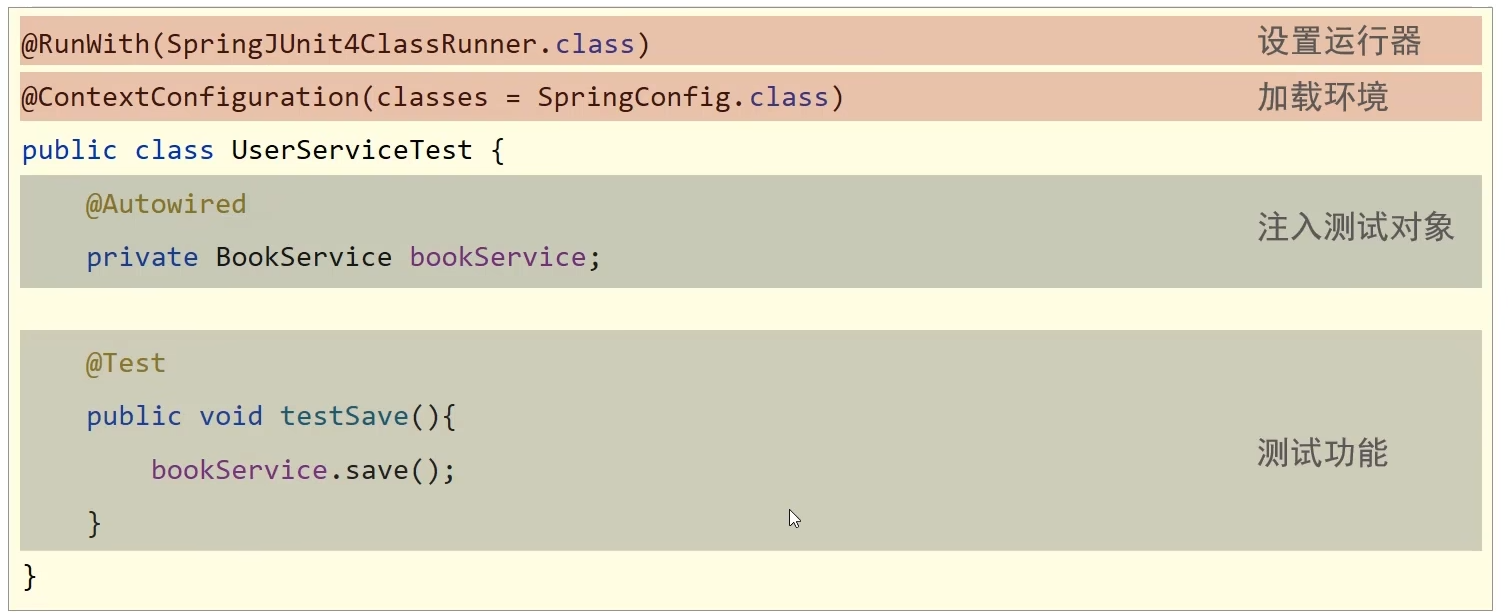 @RunWith(SpringJUnit4ClassRunner.class) 设置运行器
@ContextConfiguration(classes = SpringConfig.class) 加载环境
public class UserServiceTest {
@Autowired
注入测试对象
private BookService bookService;
@Test
public void testSave(){
测试功能
bookService.save();
}
}